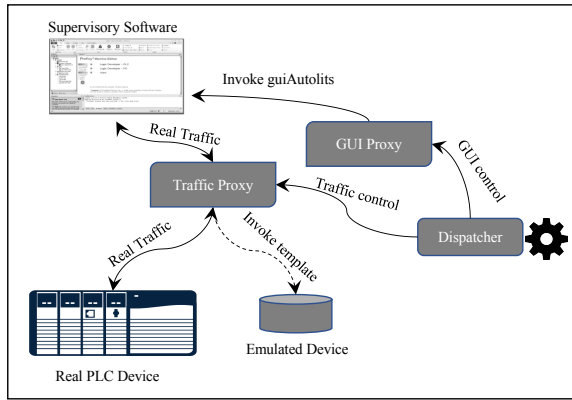 Supervisory Software
Invoke guiAutolits
Real Traffic
GUI Proxy
GUI control
Traffic Proxy
Traffic control
Dispatcher
Real Traffic
Invoke template
Emulated Device
Real PLC Device